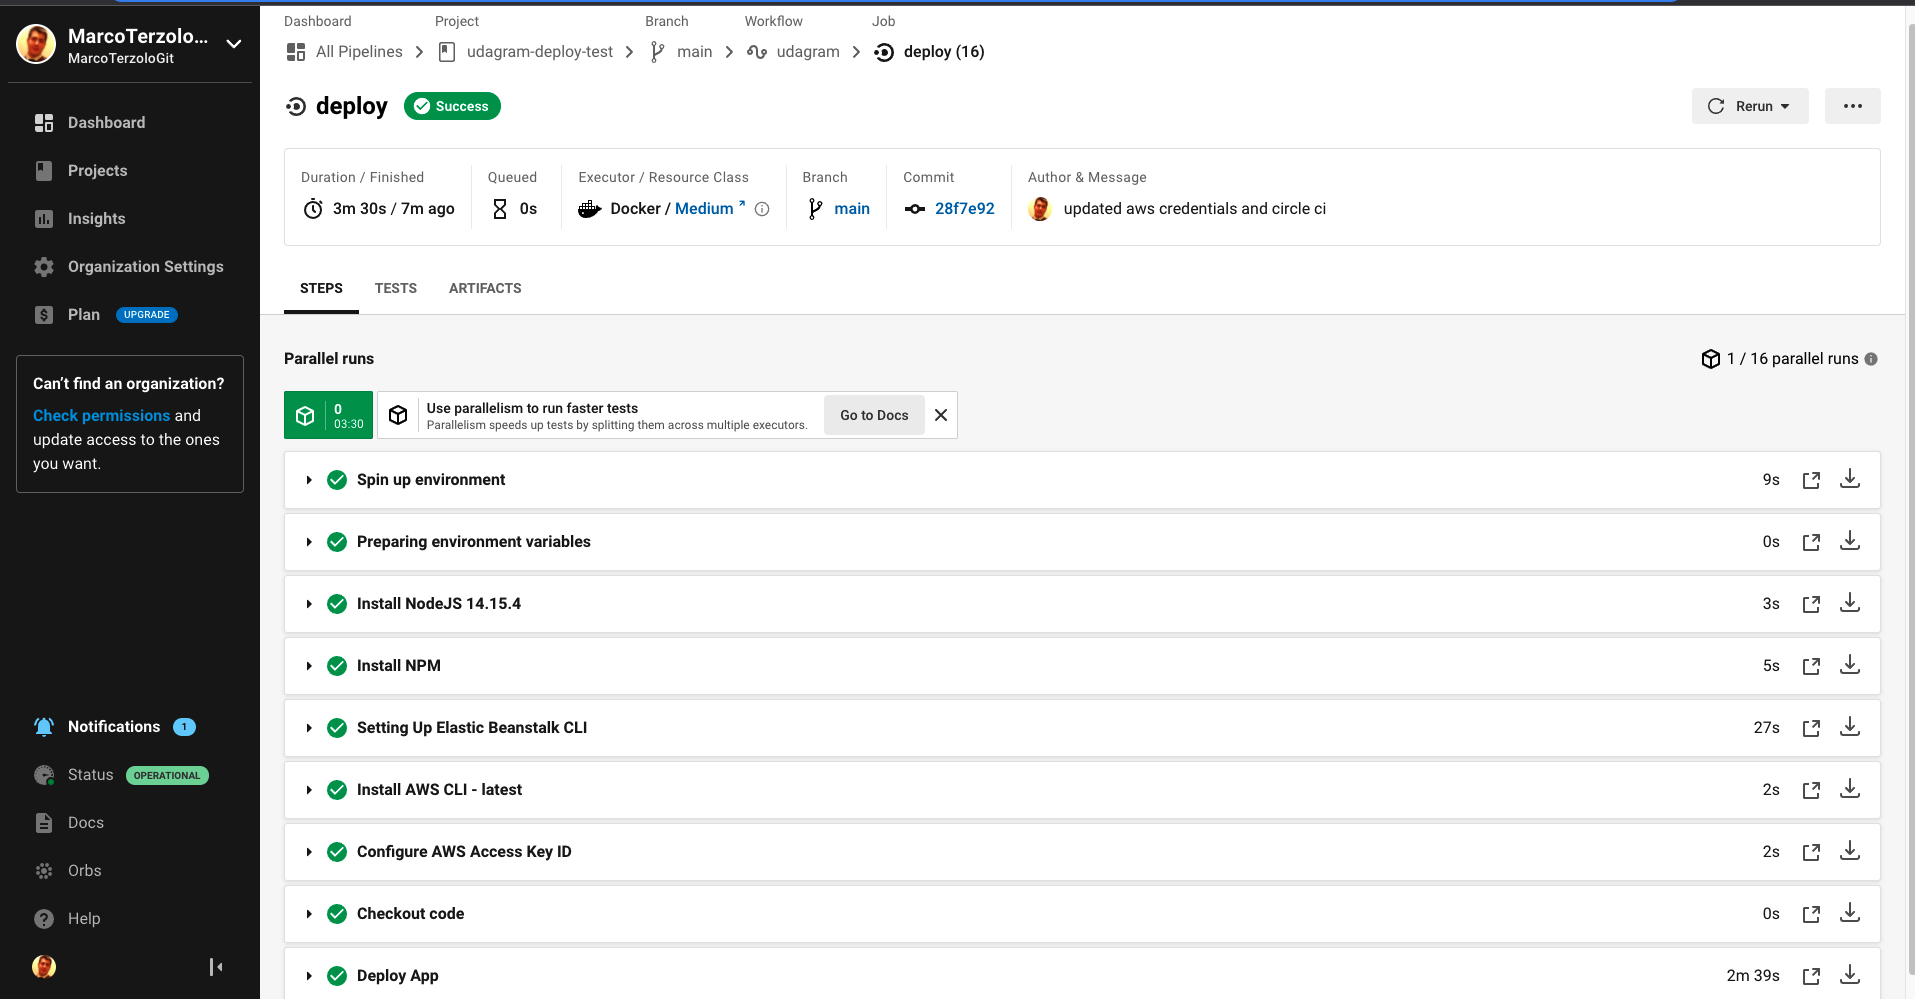 MarcoTerzolo...
MarcoTerzoloGit
Dashboard
Projects
Insights
Organization Settings
Plan UPGRADE
Can't find an organization?
Check permissions and
update access to the ones
you want.
Notifications 1
Status OPERATIONAL
Docs
Orbs
Help
Dashboard Project Branch Workflow Job
All Pipelines udagram-deploy-test main udagram deploy (16)
deploy Success Rerun
Duration / Finished Queued Executor / Resource Class Branch Commit Author & Message
3m 30s / 7m ago 0s Docker / Medium main 28f7e92 updated aws credentials and circle ci
STEPS TESTS ARTIFACTS
Parallel runs 1 / 16 parallel runs
0
03:30
Use parallelism to run faster tests
Parallelism speeds up tests by splitting them across multiple executors.
Go to Docs
Spin up environment 9s
Preparing environment variables 0s
Install NodeJS 14.15.4 3s
Install NPM 5s
Setting Up Elastic Beanstalk CLI 27s
Install AWS CLI - latest 2s
Configure AWS Access Key ID 2s
Checkout code 0s
Deploy App 2m 39s